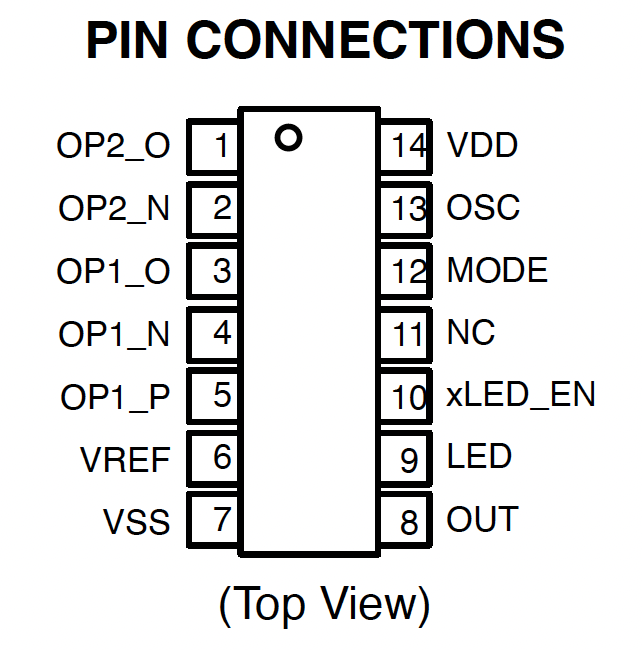 PIN CONNECTIONS
OP2_O 1 14 VDD
OP2_N 2 13 OSC
OP1_O 3 12 MODE
OP1_N 4 11 NC
OP1_P 5 10 xLED_EN
VREF 6 9 LED
VSS 7 8 OUT
(Top View)